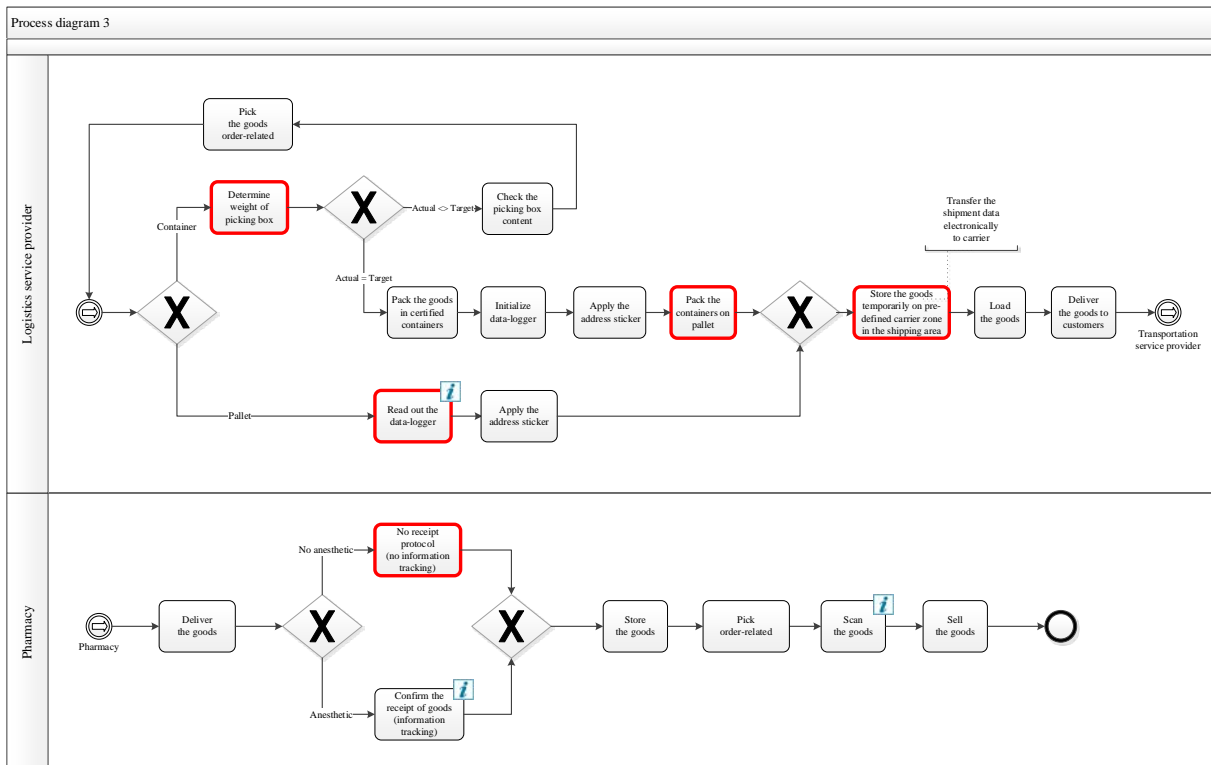 Process diagram 3
Logistics service provider
Pick
the goods
order-related
Determine
weight of
picking box
X
Actual <> Target
Check the
picking box
content
Container
Transfer the
shipment data
electronically
to carrier
Actual = Target
X
Pack the goods
in certified
containers
Initialize
data-logger
Apply the
address sticker
Pack the
containers on
pallet
X
Store the goods
temporarily on pre-
defined carrier zone
in the shipping area
Load
the goods
Deliver
the goods to
customers
Transportation
service provider
Pallet
Read out the
data-logger
i
Apply the
address sticker
Pharmacy
No anesthetic
No receipt
protocol
(no information
tracking)
Pharmacy
Deliver
the goods
X
X
Store
the goods
Pick
order-related
Scan
the goods
i
Sell
the goods
Anesthetic
Confirm the
receipt of goods
(information
tracking)
i